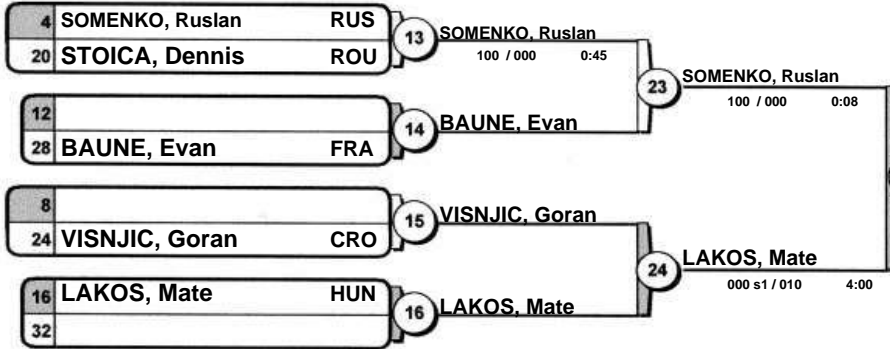 4 SOMENKO, Ruslan RUS
20 STOICA, Dennis ROU
13
SOMENKO, Ruslan
100 / 000 0:45
23
SOMENKO, Ruslan
100 / 000 0:08
12
28 BAUNE, Evan FRA
14
BAUNE, Evan
8
24 VISNJIC, Goran CRO
15
VISNJIC, Goran
24
LAKOS, Mate
000 s1 / 010 4:00
16 LAKOS, Mate HUN
32
16
LAKOS, Mate